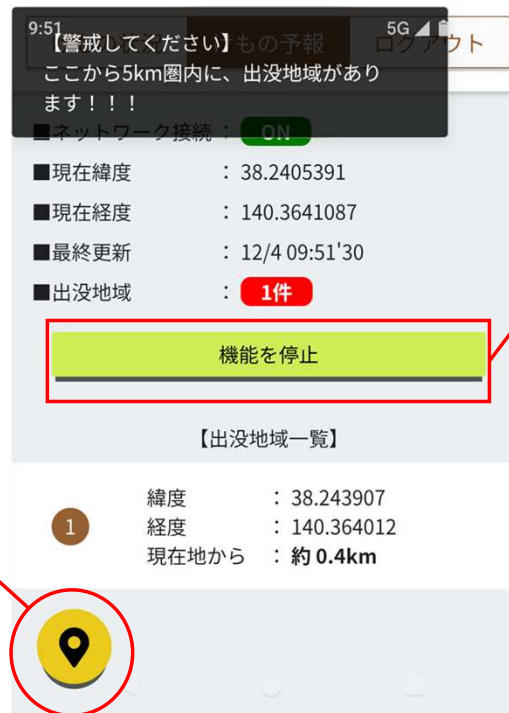 9:51
5G
【警戒してください】
ここから5km圏内に、出没地域があり
ます！！！
もの予報
ログアウト
■ネットワーク接続 ： ON
■現在緯度 ： 38.2405391
■現在経度 ： 140.3641087
■最終更新 ： 12/4 09:51'30
■出没地域 ： 1件
機能を停止
【出没地域一覧】
1
緯度 ： 38.243907
経度 ： 140.364012
現在地から ： 約 0.4km